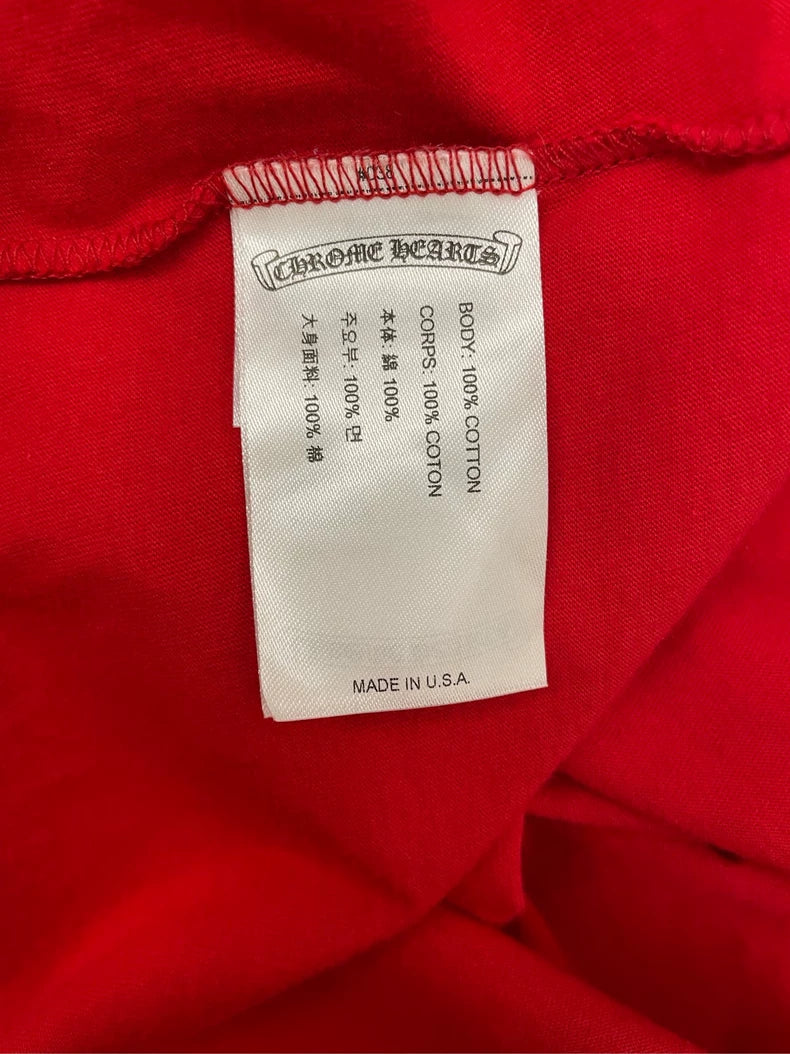 CHROME HEARTS
BODY: 100% COTTON
CORPS: 100% COTON
本体: 綿 100%
주요부: 100% 면
大身面料: 100% 棉
MADE IN U.S.A.